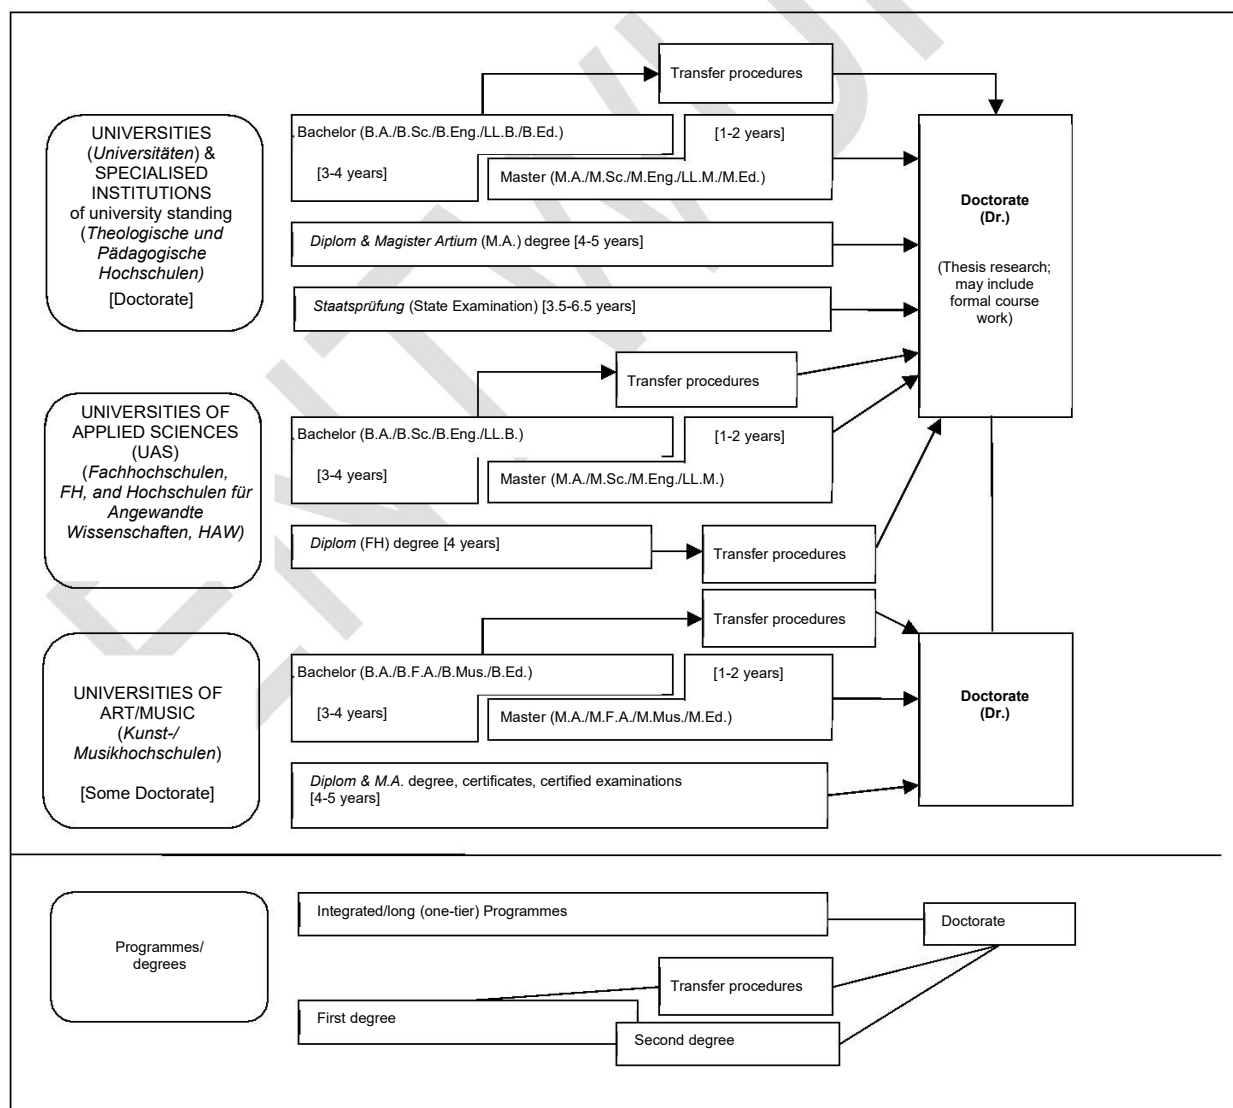 ENTWURF
Transfer procedures
UNIVERSITIES
(Universitäten) &
SPECIALISED
INSTITUTIONS
of university standing
(Theologische und
Pädagogische
Hochschulen)
[Doctorate]
Bachelor (B.A./B.Sc./B.Eng./LL.B./B.Ed.)
[3-4 years]
[1-2 years]
Master (M.A./M.Sc./M.Eng./LL.M./M.Ed.)
Diplom & Magister Artium (M.A.) degree [4-5 years]
Staatsprüfung (State Examination) [3.5-6.5 years]
Doctorate
(Dr.)
(Thesis research;
may include
formal course
work)
Transfer procedures
UNIVERSITIES OF
APPLIED SCIENCES
(UAS)
(Fachhochschulen,
FH, and Hochschulen für
Angewandte
Wissenschaften, HAW)
Bachelor (B.A./B.Sc./B.Eng./LL.B.)
[3-4 years]
[1-2 years]
Master (M.A./M.Sc./M.Eng./LL.M.)
Diplom (FH) degree [4 years]
Transfer procedures
Transfer procedures
UNIVERSITIES OF
ART/MUSIC
(Kunst-/
Musikhochschulen)
[Some Doctorate]
Bachelor (B.A./B.F.A./B.Mus./B.Ed.)
[3-4 years]
[1-2 years]
Master (M.A./M.F.A./M.Mus./M.Ed.)
Diplom & M.A. degree, certificates, certified examinations
[4-5 years]
Doctorate
(Dr.)
Programmes/
degrees
Integrated/long (one-tier) Programmes
Doctorate
Transfer procedures
First degree
Second degree